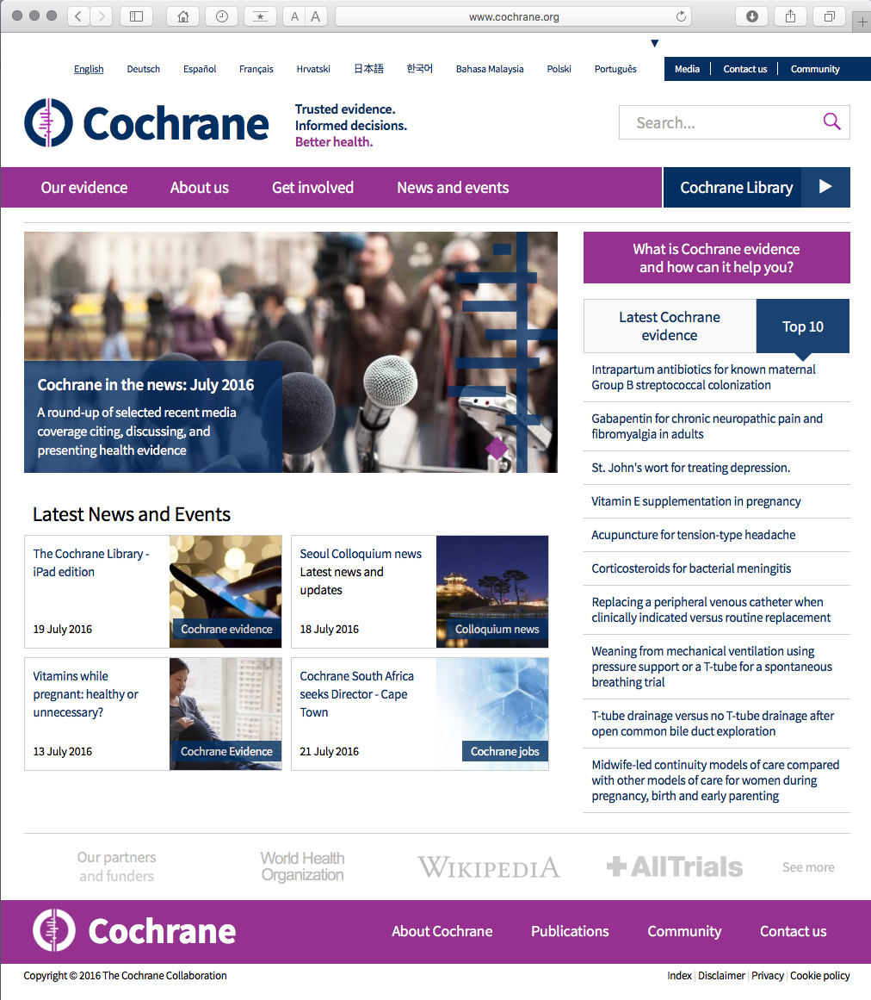 A A
www.cochrane.org
English Deutsch Español Français Hrvatski 日本語 한국어 Bahasa Malaysia Polski Português
Media Contact us Community
Cochrane
Trusted evidence.
Informed decisions.
Better health.
Search...
Our evidence About us Get involved News and events
Cochrane Library
Cochrane in the news: July 2016
A round-up of selected recent media
coverage citing, discussing, and
presenting health evidence
What is Cochrane evidence
and how can it help you?
Latest Cochrane
evidence
Top 10
Intrapartum antibiotics for known maternal
Group B streptococcal colonization
Gabapentin for chronic neuropathic pain and
fibromyalgia in adults
St. John's wort for treating depression.
Vitamin E supplementation in pregnancy
Acupuncture for tension-type headache
Corticosteroids for bacterial meningitis
Replacing a peripheral venous catheter when
clinically indicated versus routine replacement
Weaning from mechanical ventilation using
pressure support or a T-tube for a spontaneous
breathing trial
T-tube drainage versus no T-tube drainage after
open common bile duct exploration
Midwife-led continuity models of care compared
with other models of care for women during
pregnancy, birth and early parenting
Latest News and Events
The Cochrane Library -
iPad edition
19 July 2016
Cochrane evidence
Seoul Colloquium news
Latest news and
updates
18 July 2016
Colloquium news
Vitamins while
pregnant: healthy or
unnecessary?
13 July 2016
Cochrane Evidence
Cochrane South Africa
seeks Director - Cape
Town
21 July 2016
Cochrane jobs
Our partners
and funders
World Health
Organization
WIKIPEDIA
AllTrials
See more
Cochrane
About Cochrane Publications Community Contact us
Copyright © 2016 The Cochrane Collaboration
Index | Disclaimer | Privacy | Cookie policy